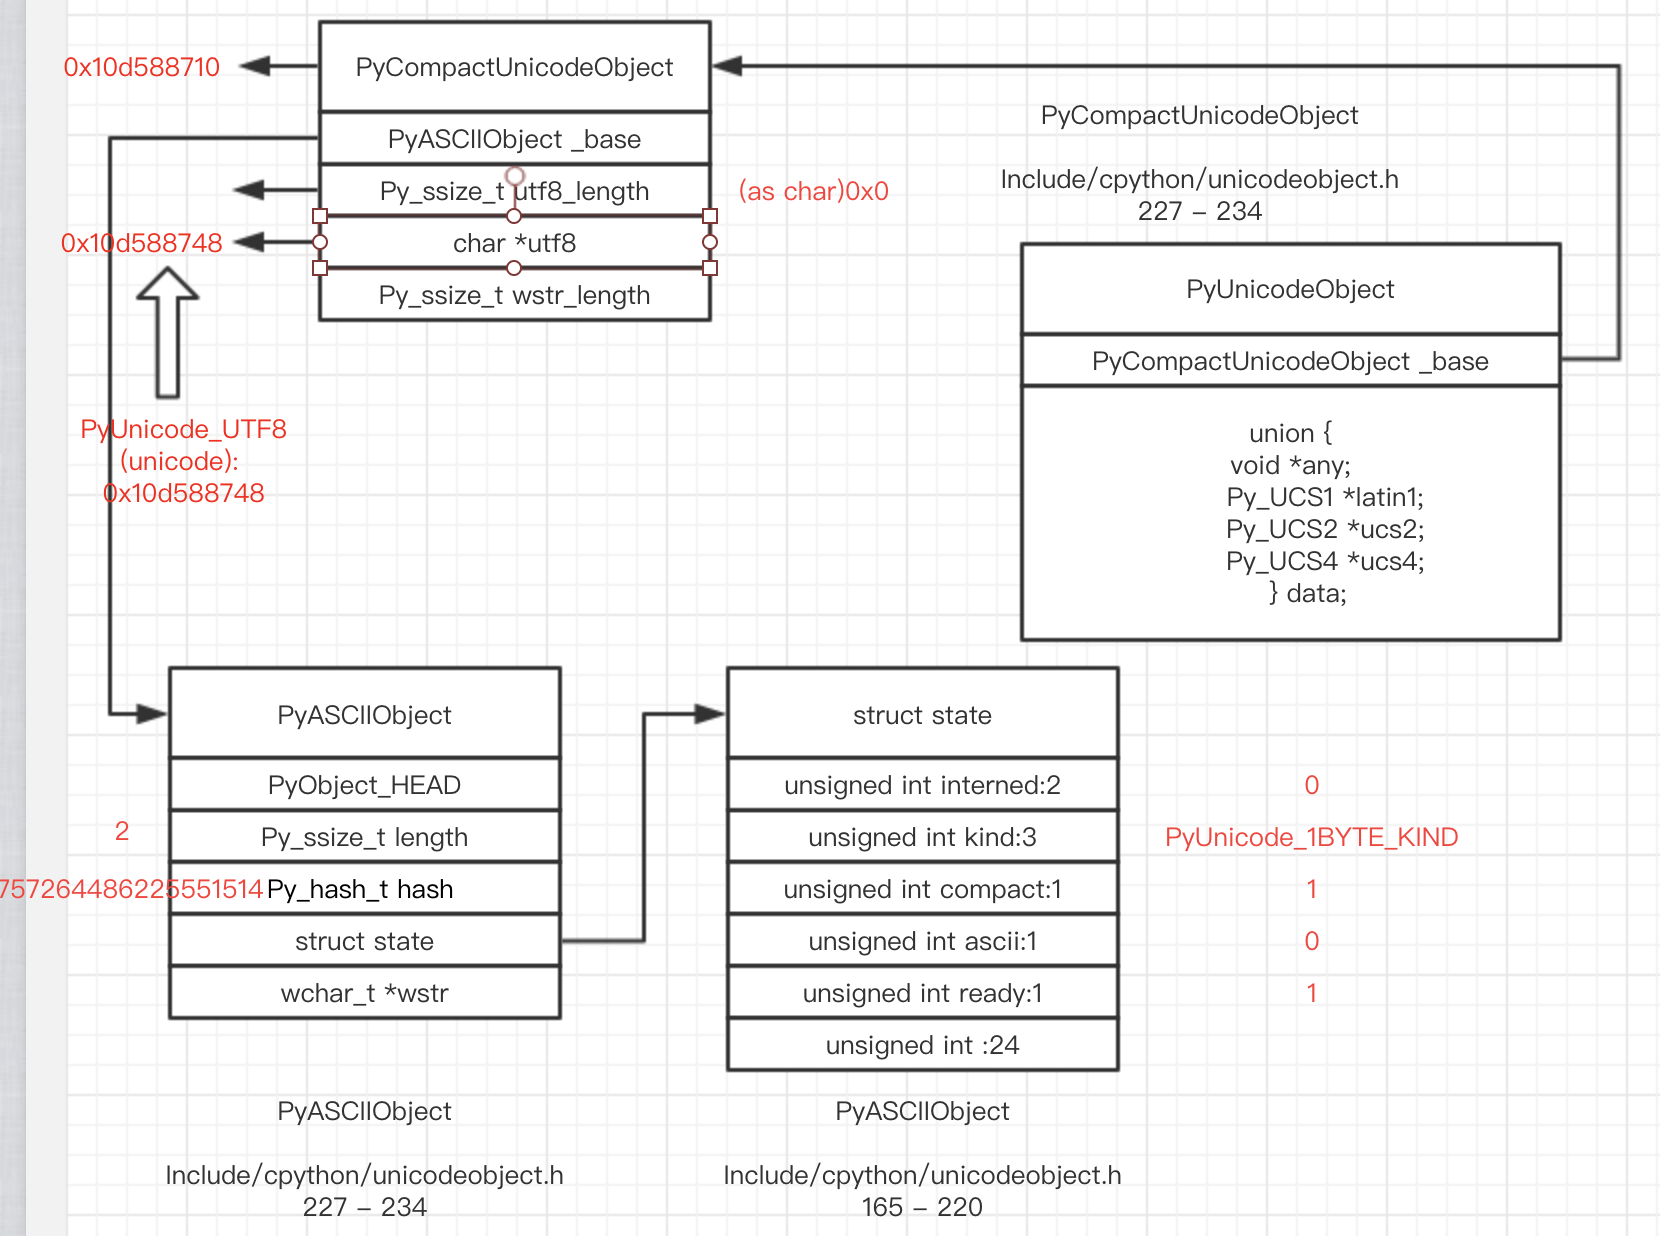 0x10d588710
PyCompactUnicodeObject
PyASCIIObject _base
Py_ssize_t utf8_length
(as char)0x0
0x10d588748
char *utf8
Py_ssize_t wstr_length
PyUnicode_UTF8
(unicode):
0x10d588748
PyCompactUnicodeObject
Include/cpython/unicodeobject.h
227 – 234
PyUnicodeObject
PyCompactUnicodeObject _base
union {
void *any;
Py_UCS1 *latin1;
Py_UCS2 *ucs2;
Py_UCS4 *ucs4;
} data;
PyASCIIObject
PyObject_HEAD
2
Py_ssize_t length
757264486225551514
Py_hash_t hash
struct state
wchar_t *wstr
PyASCIIObject
Include/cpython/unicodeobject.h
227 – 234
struct state
unsigned int interned:2
0
unsigned int kind:3
PyUnicode_1BYTE_KIND
unsigned int compact:1
1
unsigned int ascii:1
0
unsigned int ready:1
1
unsigned int :24
PyASCIIObject
Include/cpython/unicodeobject.h
165 – 220